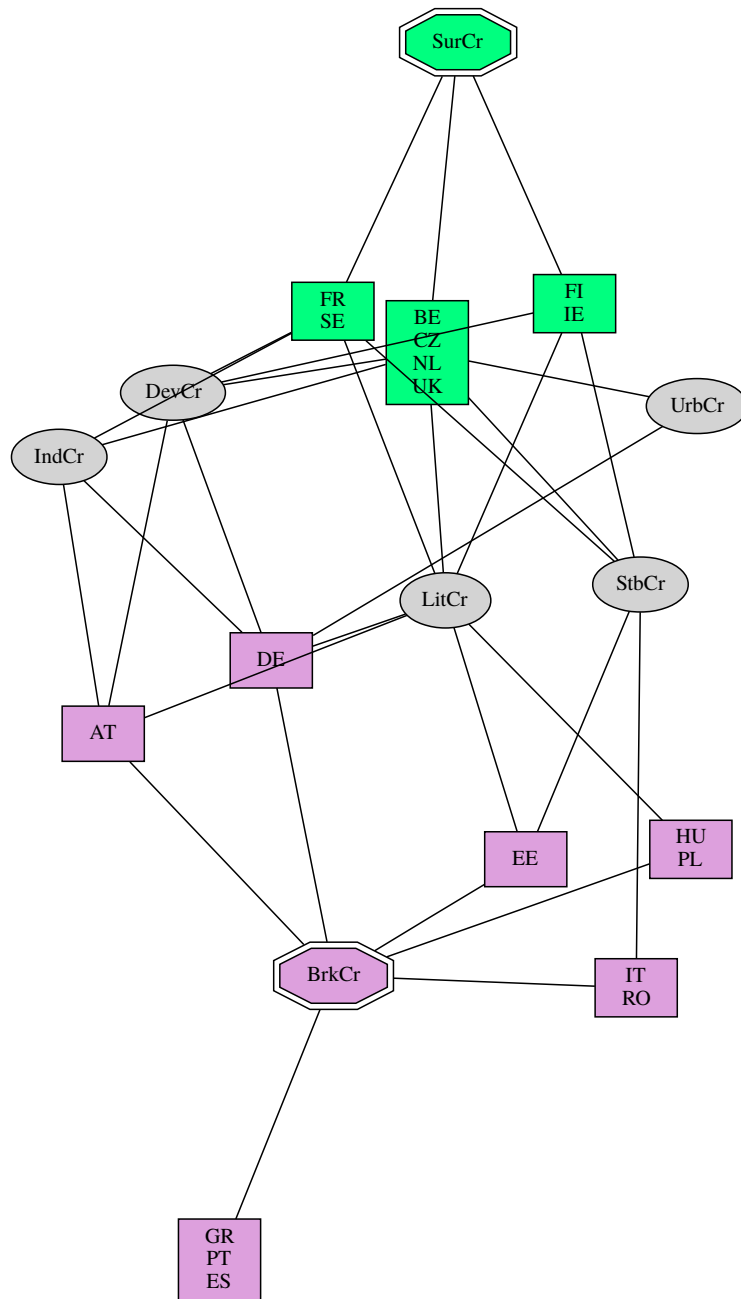 SurCr
FR
SE
BE
CZ
NL
UK
FI
IE
DevCr
UrbCr
IndCr
LitCr
StbCr
DE
AT
EE
HU
PL
BrkCr
IT
RO
GR
PT
ES